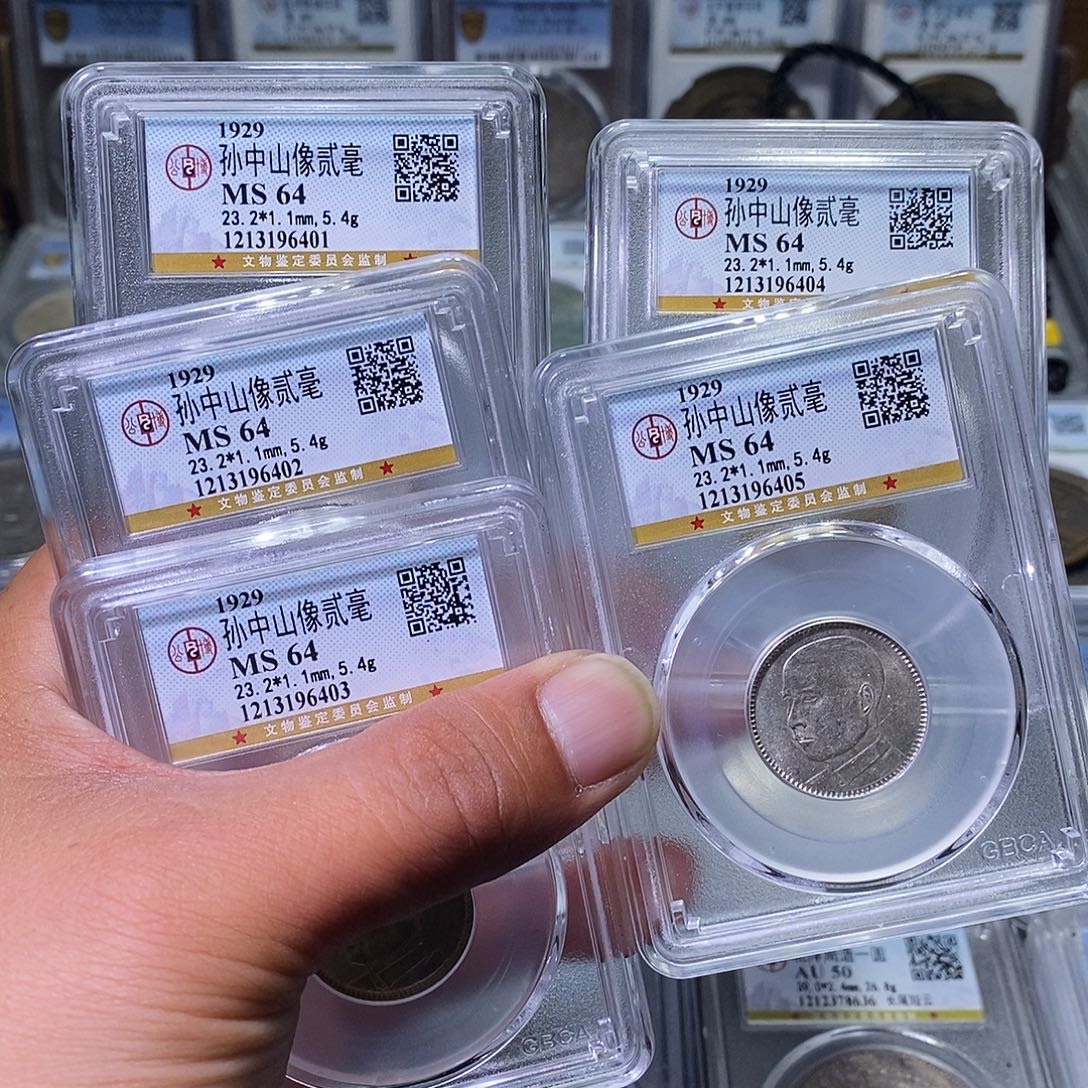 1929
孙中山像贰毫
MS 64
23.2*1.1mm, 5.4g
1213196401
文物鉴定委员会监制
1929
孙中山像贰毫
MS 64
23.2*1.1mm, 5.4g
1213196404
文物鉴定
1929
孙中山像贰毫
MS 64
23.2*1.1mm, 5.4g
1213196402
文物鉴定委员会监制
1929
孙中山像贰毫
MS 64
23.2*1.1mm, 5.4g
1213196405
文物鉴定委员会监制
GBCA
1929
孙中山像贰毫
MS 64
23.2*1.1mm, 5.4g
1213196403
文物鉴定委员会监制
GBCA
AU 50
1212378636